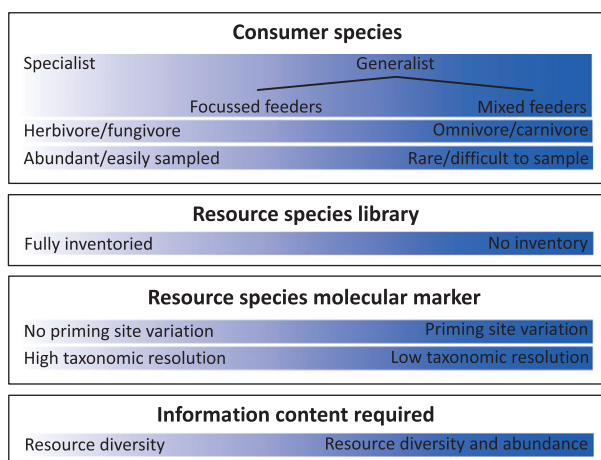 Consumer species
Specialist Generalist
Focussed feeders Mixed feeders
Herbivore/fungivore Omnivore/carnivore
Abundant/easily sampled Rare/difficult to sample
Resource species library
Fully inventoried No inventory
Resource species molecular marker
No priming site variation Priming site variation
High taxonomic resolution Low taxonomic resolution
Information content required
Resource diversity Resource diversity and abundance